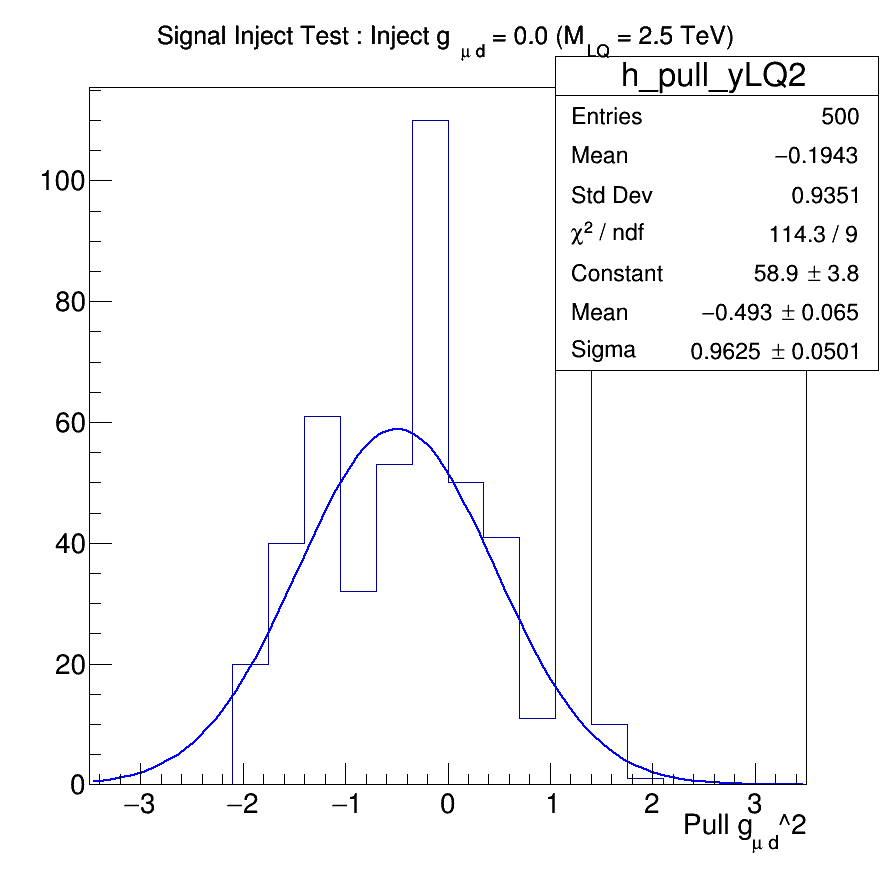 Signal Inject Test : Inject g μ d = 0.0 (M LQ = 2.5 TeV)
h_pull_yLQ2
Entries 500
Mean −0.1943
Std Dev 0.9351
χ² / ndf 114.3 / 9
Constant 58.9 ± 3.8
Mean −0.493 ± 0.065
Sigma 0.9625 ± 0.0501
100
80
60
40
20
0
−3 −2 −1 0 1 2 3
Pull g μ d ^2